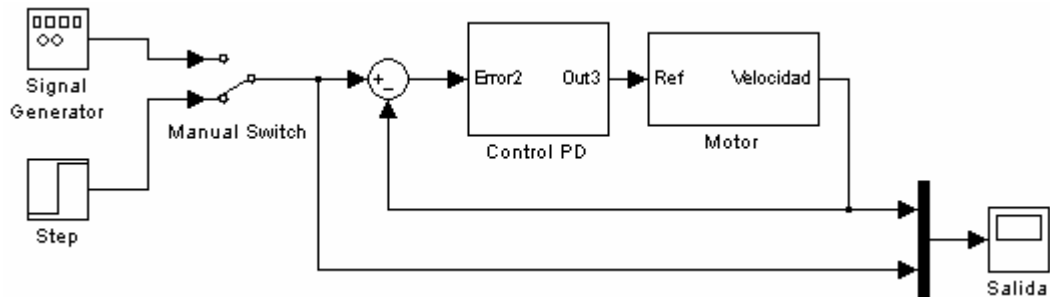 Signal
Generator
Manual Switch
Step
+
−
Error2
Out3
Control PD
Ref
Velocidad
Motor
Salida